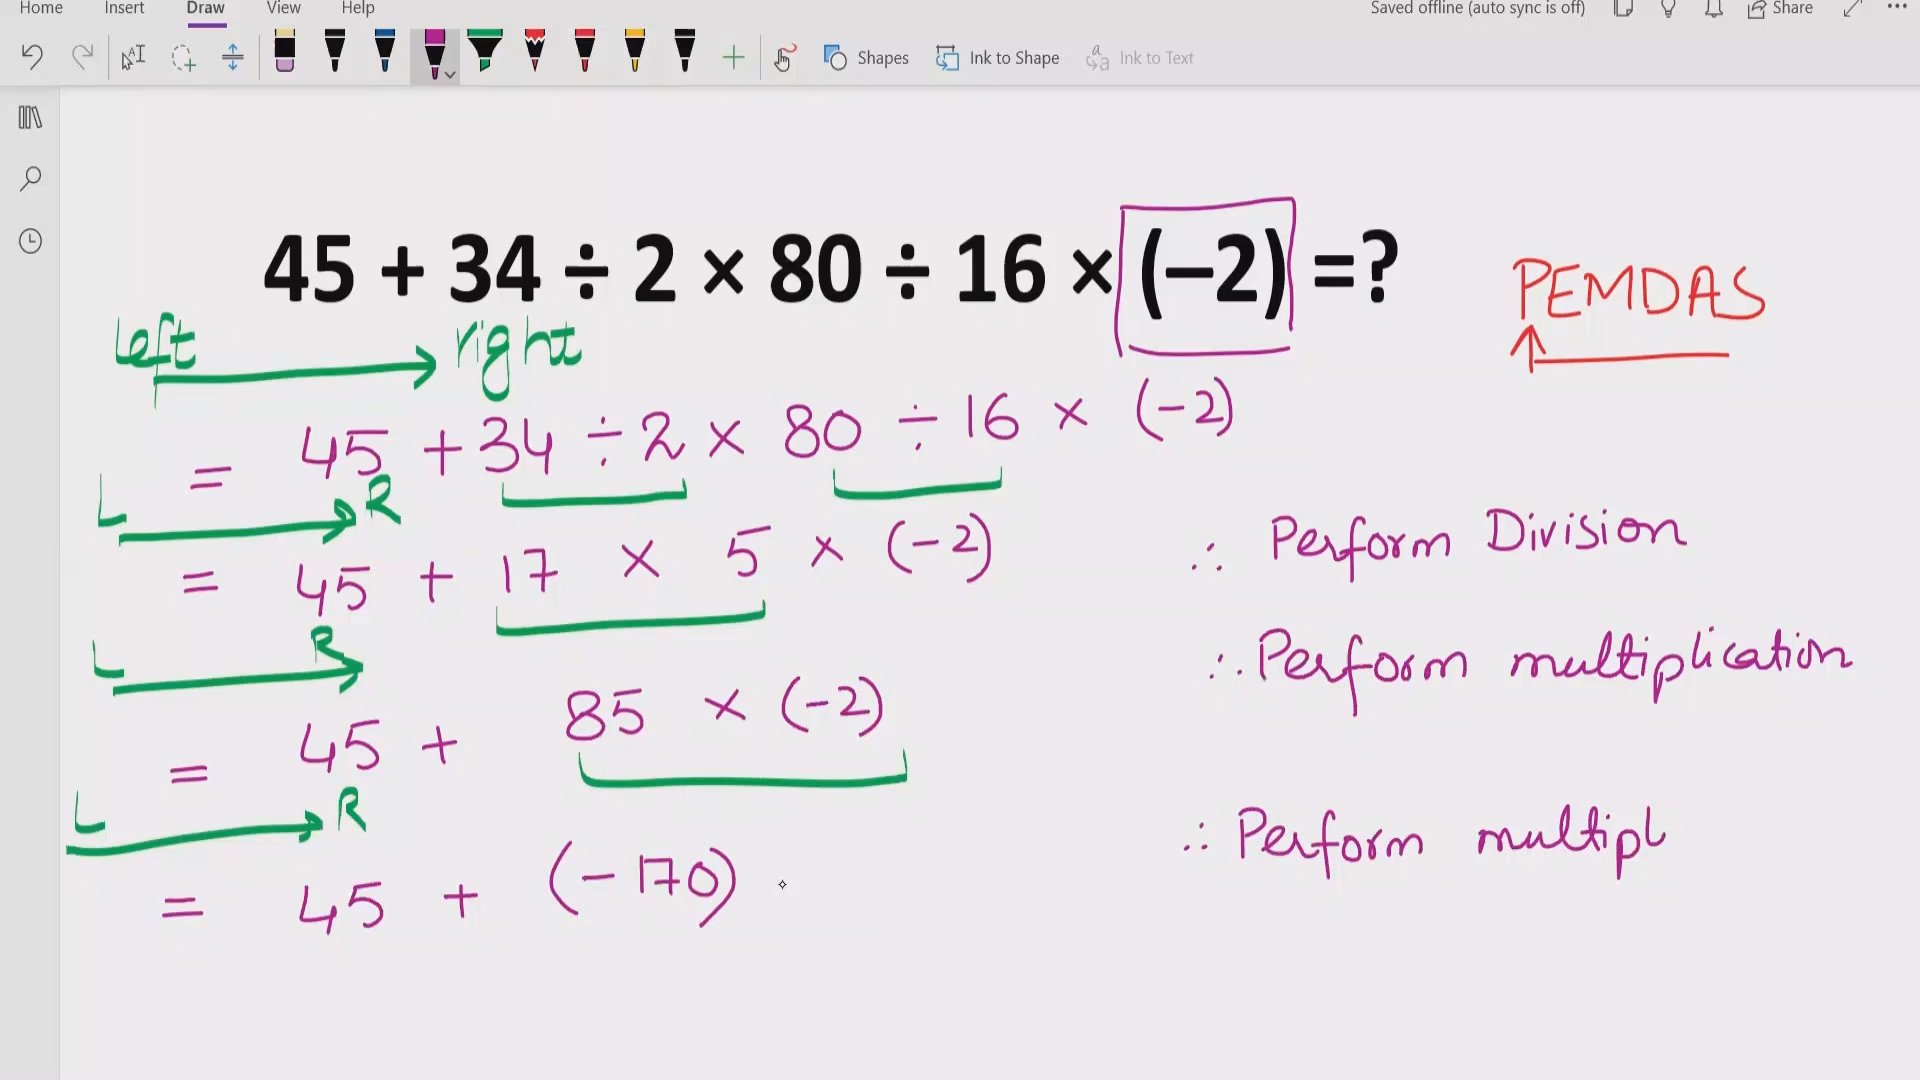 Home Insert Draw View Help Saved offline (auto sync is off) Share
Shapes Ink to Shape Ink to Text
45 + 34 ÷ 2 × 80 ÷ 16 × (–2) =?
PEMDAS
left right
= 45 + 34 ÷ 2 × 80 ÷ 16 × (-2)
L R
= 45 + 17 × 5 × (-2)
∴ Perform Division
L R
∴ Perform multiplication
= 45 + 85 × (-2)
L R
∴ Perform multipl
= 45 + (-170)